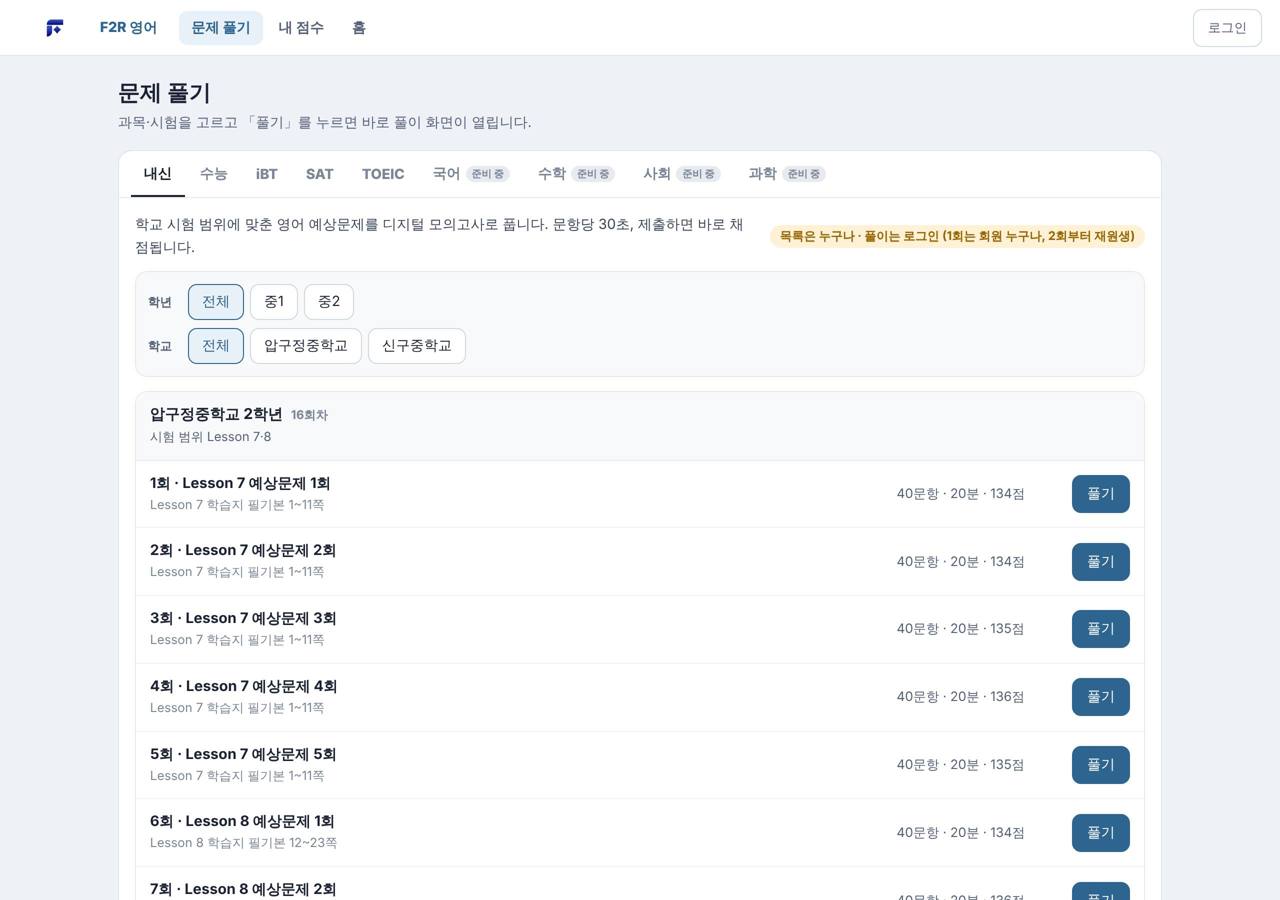 F2R 영어
문제 풀기
내 점수
홈
로그인
문제 풀기
과목·시험을 고르고 「풀기」를 누르면 바로 풀이 화면이 열립니다.
내신
수능
iBT
SAT
TOEIC
국어 준비 중
수학 준비 중
사회 준비 중
과학 준비 중
학교 시험 범위에 맞춘 영어 예상문제를 디지털 모의고사로 풉니다. 문항당 30초, 제출하면 바로 채
점됩니다.
목록은 누구나 · 풀이는 로그인 (1회는 회원 누구나, 2회부터 재원생)
학년 전체 중1 중2
학교 전체 압구정중학교 신구중학교
압구정중학교 2학년 16회차
시험 범위 Lesson 7·8
1회 · Lesson 7 예상문제 1회
Lesson 7 학습지 필기본 1~11쪽
40문항 · 20분 · 134점
풀기
2회 · Lesson 7 예상문제 2회
Lesson 7 학습지 필기본 1~11쪽
40문항 · 20분 · 134점
풀기
3회 · Lesson 7 예상문제 3회
Lesson 7 학습지 필기본 1~11쪽
40문항 · 20분 · 135점
풀기
4회 · Lesson 7 예상문제 4회
Lesson 7 학습지 필기본 1~11쪽
40문항 · 20분 · 136점
풀기
5회 · Lesson 7 예상문제 5회
Lesson 7 학습지 필기본 1~11쪽
40문항 · 20분 · 135점
풀기
6회 · Lesson 8 예상문제 1회
Lesson 8 학습지 필기본 12~23쪽
40문항 · 20분 · 134점
풀기
7회 · Lesson 8 예상문제 2회
40문항 · 20분 · 136점
풀기